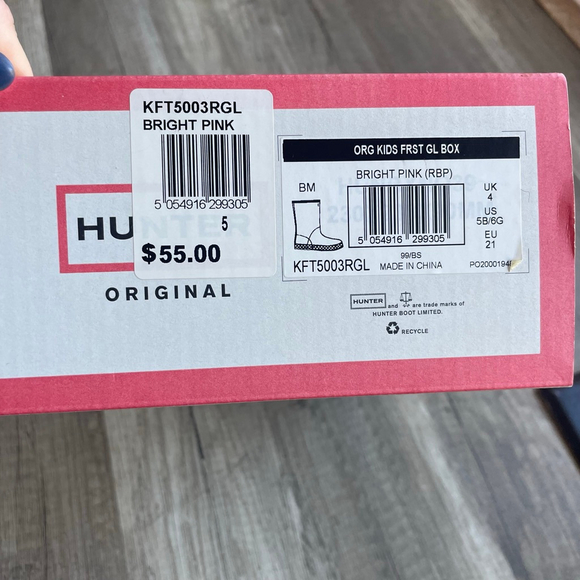 KFT5003RGL
BRIGHT PINK
5 054916 299305
5
$55.00
HU
ORIGINAL
ORG KIDS FRST GL BOX
BRIGHT PINK (RBP)
BM
5 054916 299305
UK
4
US
5B/6G
EU
21
99/BS
KFT5003RGL
MADE IN CHINA
HUNTER and are trade marks of
HUNTER BOOT LIMITED.
RECYCLE